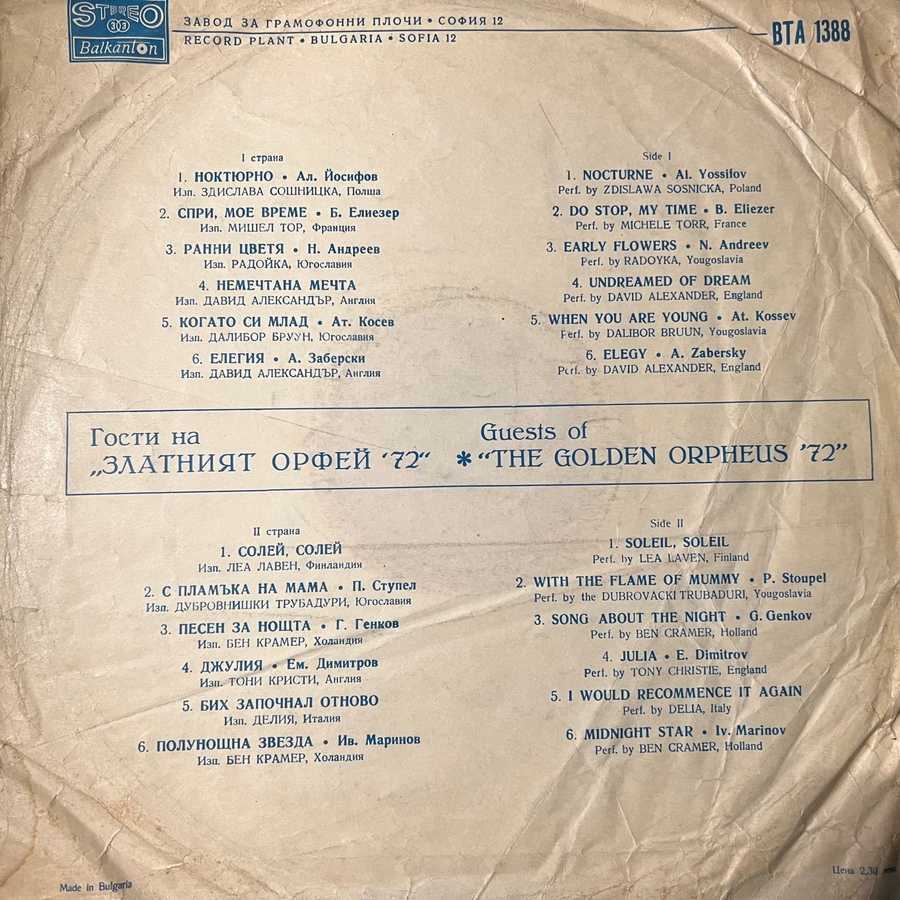 STEREO
33
Balkanton
ЗАВОД ЗА ГРАМОФОННИ ПЛОЧИ • СОФИЯ 12
RECORD PLANT • BULGARIA • SOFIA 12
ВТА 1388
I страна
1. НОКТЮРНО • Ал. Йосифов
Изп. ЗДИСЛАВА СОШНИЦКА, Полша
2. СПРИ, МОЕ ВРЕМЕ • Б. Елиезер
Изп. МИШЕЛ ТОР, Франция
3. РАННИ ЦВЕТЯ • Н. Андреев
Изп. РАДОЙКА, Югославия
4. НЕМЕЧТАНА МЕЧТА
Изп. ДАВИД АЛЕКСАНДЪР, Англия
5. КОГАТО СИ МЛАД • Ат. Косев
Изп. ДАЛИБОР БРУУН, Югославия
6. ЕЛЕГИЯ • А. Заберски
Изп. ДАВИД АЛЕКСАНДЪР, Англия
Side I
1. NOCTURNE • Al. Yossifov
Perf. by ZDISLAWA SOSNICKA, Poland
2. DO STOP, MY TIME • B. Eliezer
Perf. by MICHELE TORR, France
3. EARLY FLOWERS • N. Andreev
Perf. by RADOYKA, Yougoslavia
4. UNDREAMED OF DREAM
Perf. by DAVID ALEXANDER, England
5. WHEN YOU ARE YOUNG • At. Kossev
Perf. by DALIBOR BRUUN, Yougoslavia
6. ELEGY • A. Zabersky
Perf. by DAVID ALEXANDER, England
Гости на
„ЗЛАТНИЯТ ОРФЕЙ '72“
*
Guests of
“THE GOLDEN ORPHEUS '72”
II страна
1. СОЛЕЙ, СОЛЕЙ
Изп. ЛЕА ЛАВЕН, Финландия
2. С ПЛАМЪКА НА МАМА • П. Ступел
Изп. ДУБРОВНИШКИ ТРУБАДУРИ, Югославия
3. ПЕСЕН ЗА НОЩТА • Г. Генков
Изп. БЕН КРАМЕР, Холандия
4. ДЖУЛИЯ • Ем. Димитров
Изп. ТОНИ КРИСТИ, Англия
5. БИХ ЗАПОЧНАЛ ОТНОВО
Изп. ДЕЛИЯ, Италия
6. ПОЛУНОЩНА ЗВЕЗДА • Ив. Маринов
Изп. БЕН КРАМЕР, Холандия
Side II
1. SOLEIL, SOLEIL
Perf. by LEA LAVEN, Finland
2. WITH THE FLAME OF MUMMY • P. Stoupel
Perf. by the DUBROVACKI TRUBADURI, Yougoslavia
3. SONG ABOUT THE NIGHT • G. Genkov
Perf. by BEN CRAMER, Holland
4. JULIA • E. Dimitrov
Perf. by TONY CHRISTIE, England
5. I WOULD RECOMMENCE IT AGAIN
Perf. by DELIA, Italy
6. MIDNIGHT STAR • Iv. Marinov
Perf. by BEN CRAMER, Holland
Made in Bulgaria
Цена 2,30